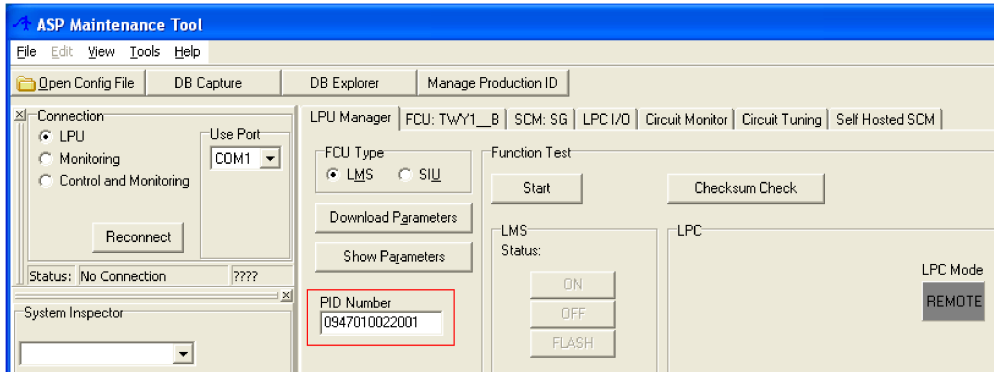 ASP Maintenance Tool
File Edit View Tools Help
Open Config File DB Capture DB Explorer Manage Production ID
Connection
LPU
Monitoring
Control and Monitoring
Use Port
COM1
Reconnect
Status: No Connection ????
System Inspector
LPU Manager FCU: TWY1__B SCM: SG LPC I/O Circuit Monitor Circuit Tuning Self Hosted SCM
FCU Type
LMS SIU
Download Parameters
Show Parameters
PID Number
0947010022001
Function Test
Start Checksum Check
LMS
Status:
ON
OFF
FLASH
LPC
LPC Mode
REMOTE